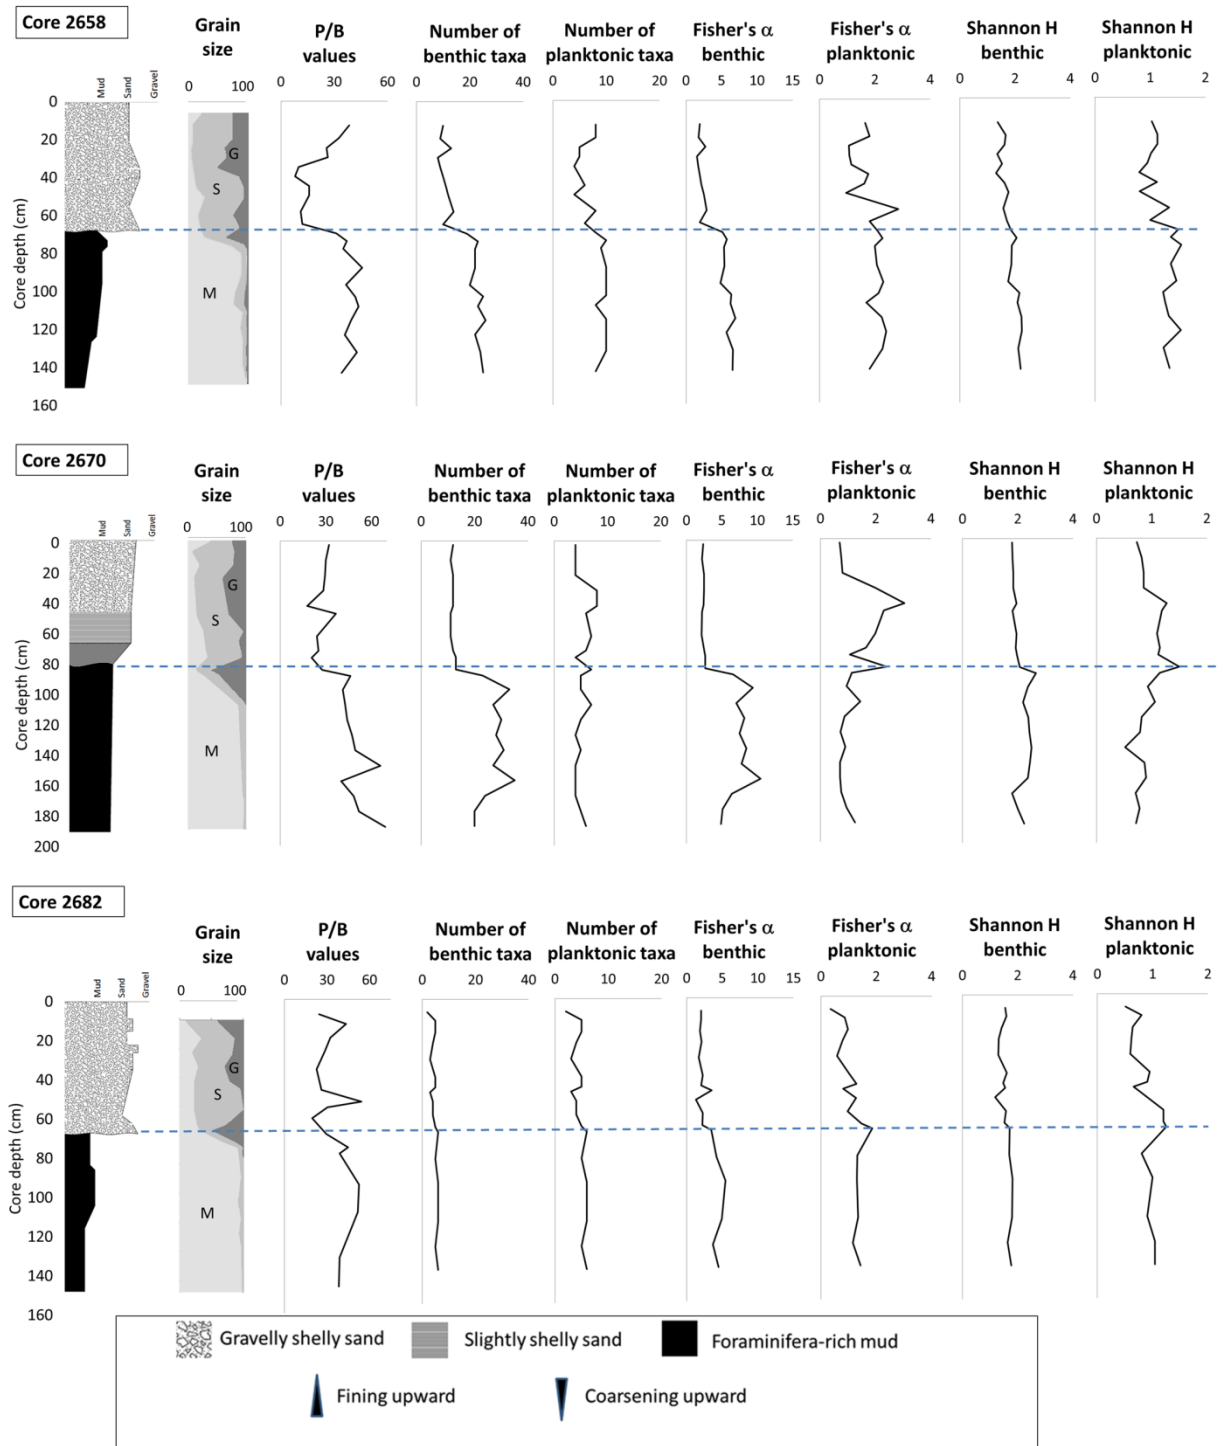 Core 2658
Grain size
P/B values
Number of benthic taxa
Number of planktonic taxa
Fisher's α benthic
Fisher's α planktonic
Shannon H benthic
Shannon H planktonic
Mud Sand Gravel
0 100
0 30 60
0 20 40
0 10 20
0 5 10 15
0 2 4
0 2 4
0 1 2
Core depth (cm)
0
20
40
60
80
100
120
140
160
G
S
M
Core 2670
Grain size
P/B values
Number of benthic taxa
Number of planktonic taxa
Fisher's α benthic
Fisher's α planktonic
Shannon H benthic
Shannon H planktonic
Mud Sand Gravel
0 100
0 30 60
0 20 40
0 10 20
0 5 10 15
0 2 4
0 2 4
0 1 2
Core depth (cm)
0
20
40
60
80
100
120
140
160
180
200
G
S
M
Core 2682
Grain size
P/B values
Number of benthic taxa
Number of planktonic taxa
Fisher's α benthic
Fisher's α planktonic
Shannon H benthic
Shannon H planktonic
Mud Sand Gravel
0 100
0 30 60
0 20 40
0 10 20
0 5 10 15
0 2 4
0 2 4
0 1 2
Core depth (cm)
0
20
40
60
80
100
120
140
160
G
S
M
Gravelly shelly sand
Slightly shelly sand
Foraminifera-rich mud
Fining upward
Coarsening upward